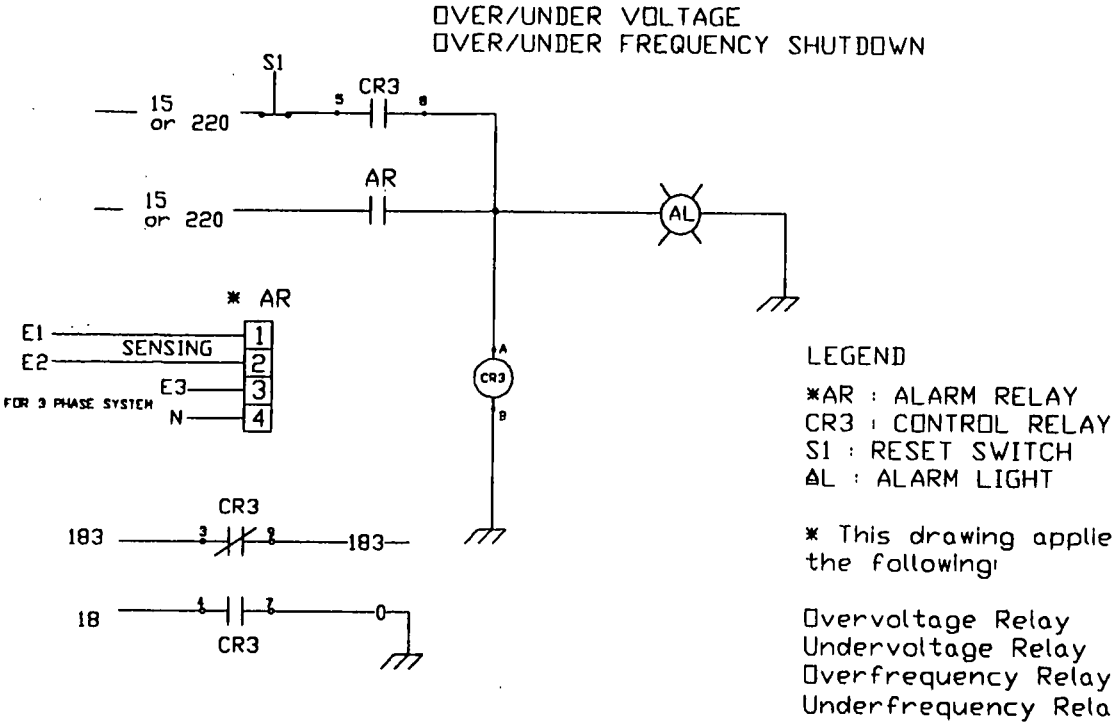 OVER/UNDER VOLTAGE
OVER/UNDER FREQUENCY SHUTDOWN
S1
CR3
5
6
15
or 220
AR
15
or 220
AL
* AR
E1
SENSING
1
E2
2
E3
3
FOR 3 PHASE SYSTEM
N
4
A
CR3
B
LEGEND
*AR : ALARM RELAY
CR3 : CONTROL RELAY
S1 : RESET SWITCH
AL : ALARM LIGHT
CR3
183
3
9
183
* This drawing applie
the following:
18
4
7
0
CR3
Overvoltage Relay
Undervoltage Relay
Overfrequency Relay
Underfrequency Rela